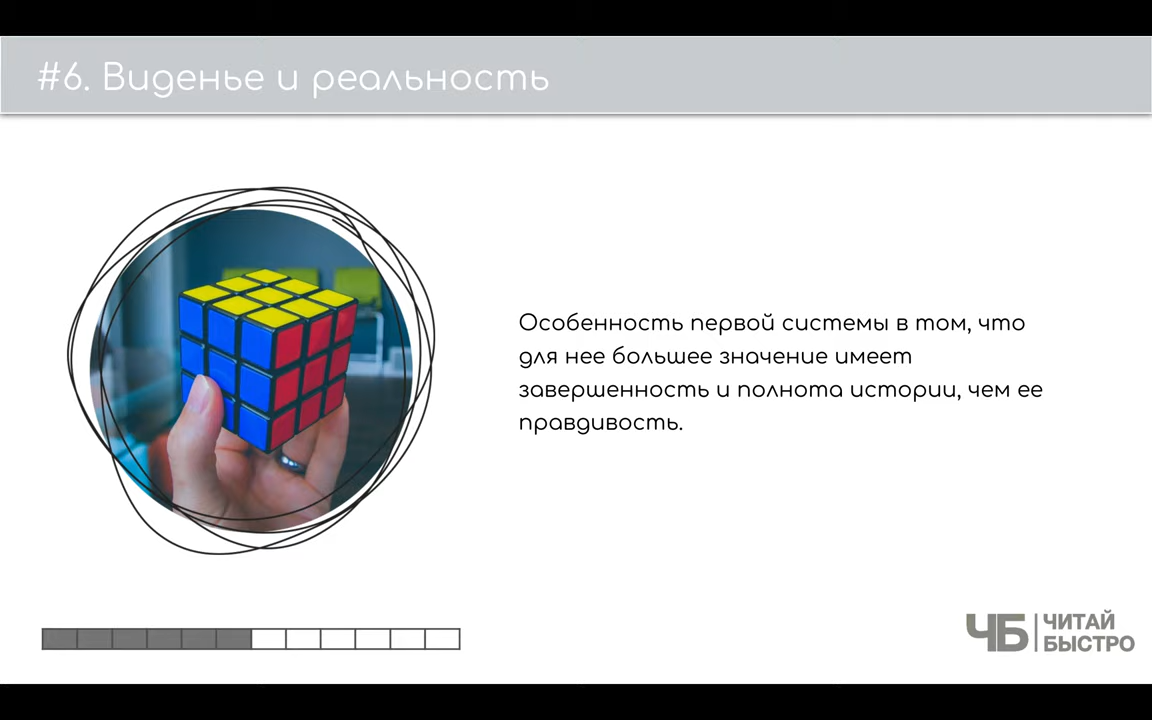 #6. Виденье и реальность
Особенность первой системы в том, что
для нее большее значение имеет
завершенность и полнота истории, чем ее
правдивость.
ЧБ
ЧИТАЙ
БЫСТРО